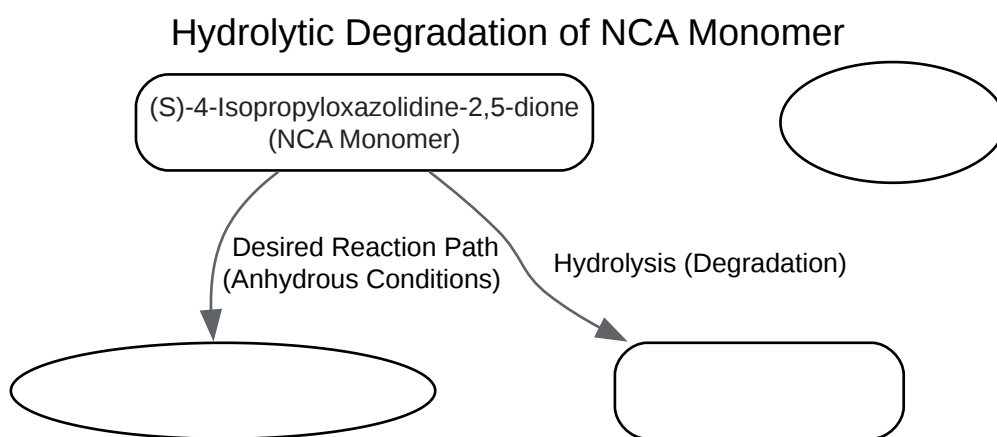 Hydrolytic Degradation of NCA Monomer
(S)-4-Isopropyloxazolidine-2,5-dione
(NCA Monomer)
Desired Reaction Path
(Anhydrous Conditions)
Hydrolysis (Degradation)